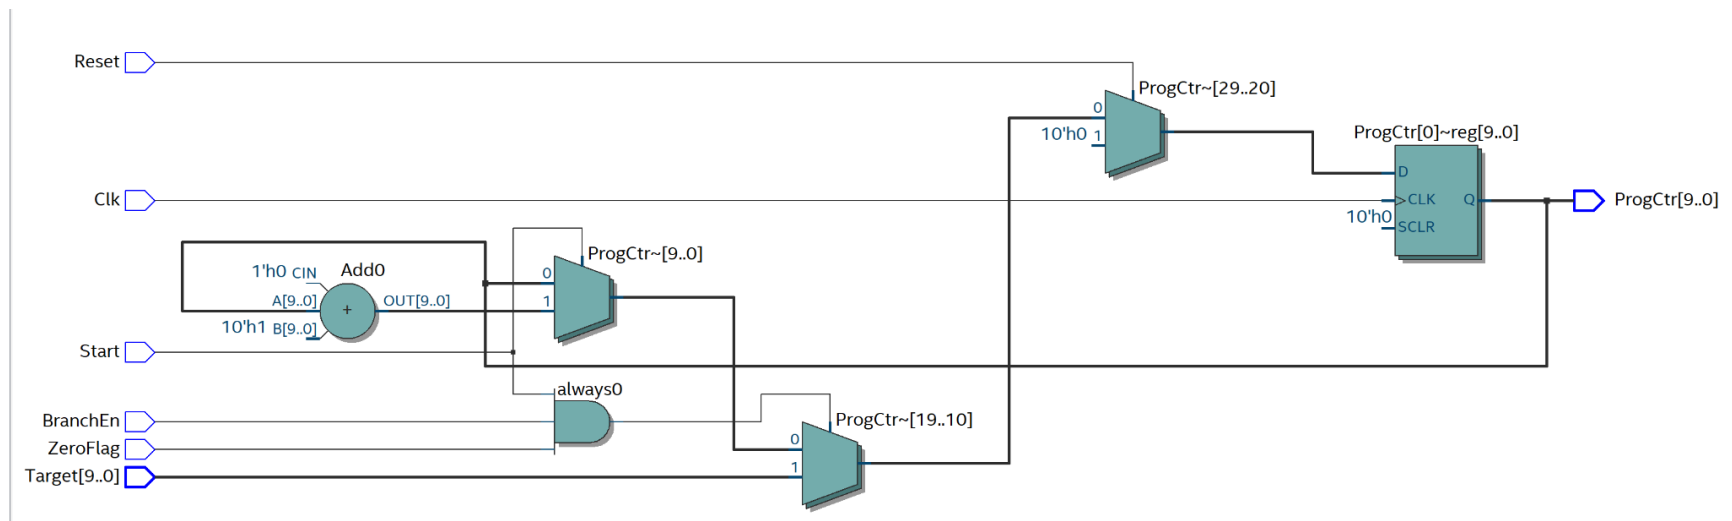 Reset
ProgCtr~[29..20]
0
10'h0 1
ProgCtr[0]~reg[9..0]
D
Clk
CLK
Q
ProgCtr[9..0]
10'h0
SCLR
ProgCtr~[9..0]
1'h0 CIN
Add0
0
A[9..0]
+
OUT[9..0]
1
10'h1 B[9..0]
Start
always0
BranchEn
ProgCtr~[19..10]
0
ZeroFlag
1
Target[9..0]